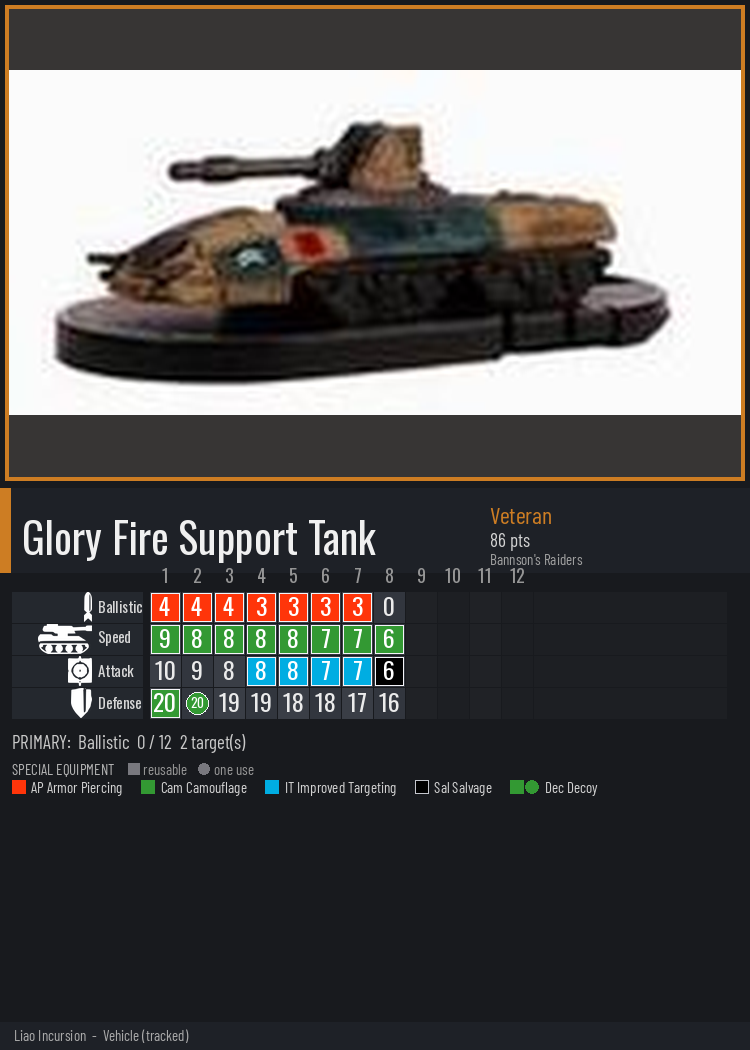 Glory Fire Support Tank
Veteran
86 pts
Bannson's Raiders
1 2 3 4 5 6 7 8 9 10 11 12
Ballistic 4 4 4 3 3 3 3 0
Speed 9 8 8 8 8 7 7 6
Attack 10 9 8 8 8 7 7 6
Defense 20 20 19 19 18 18 17 16
PRIMARY: Ballistic 0 / 12 2 target(s)
SPECIAL EQUIPMENT reusable one use
AP Armor Piercing Cam Camouflage IT Improved Targeting Sal Salvage Dec Decoy
Liao Incursion - Vehicle (tracked)